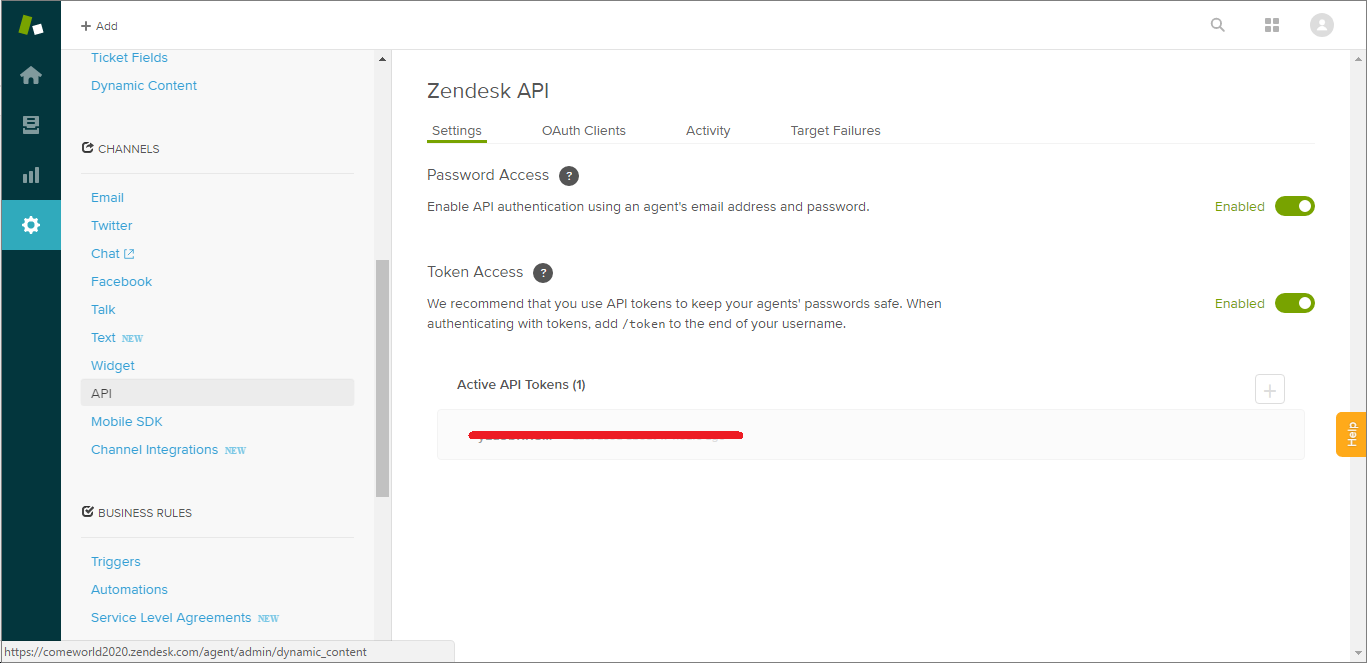 + Add
Ticket Fields
Dynamic Content
CHANNELS
Email
Twitter
Chat
Facebook
Talk
Text NEW
Widget
API
Mobile SDK
Channel Integrations NEW
BUSINESS RULES
Triggers
Automations
Service Level Agreements NEW
https://comeworld2020.zendesk.com/agent/admin/dynamic_content
Zendesk API
Settings OAuth Clients Activity Target Failures
Password Access ?
Enable API authentication using an agent's email address and password.
Enabled
Token Access ?
We recommend that you use API tokens to keep your agents' passwords safe. When
authenticating with tokens, add /token to the end of your username.
Enabled
Active API Tokens (1)
+
Help